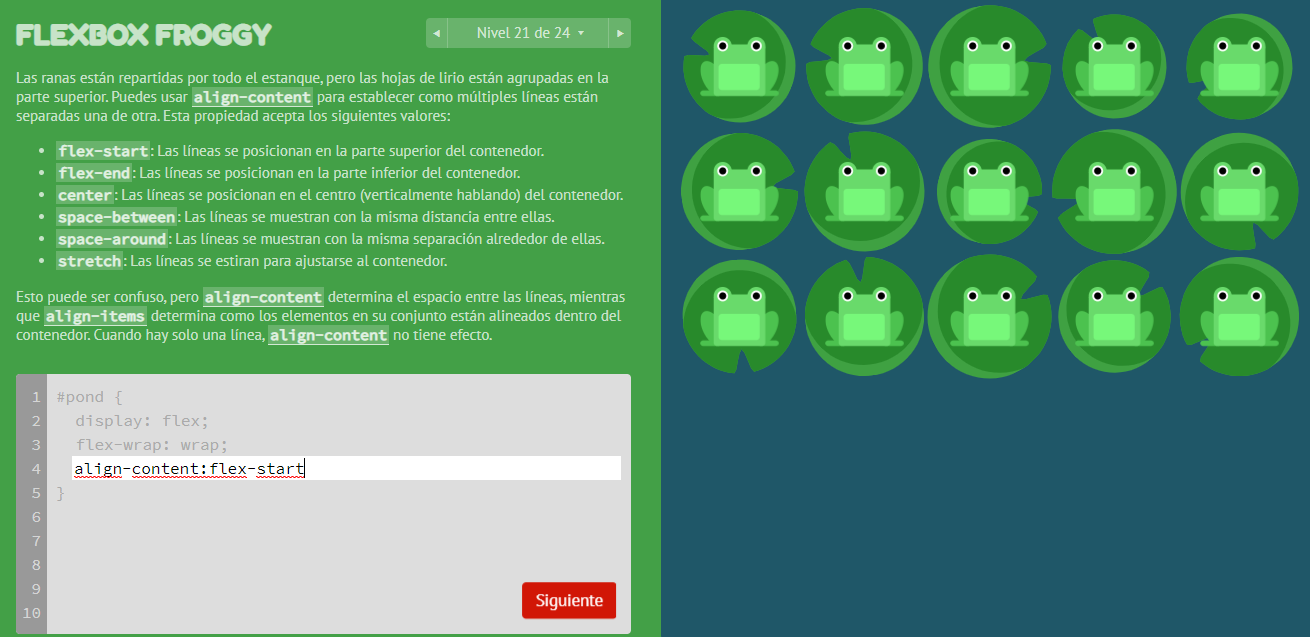 FLEXBOX FROGGY
◀ Nivel 21 de 24 ▾ ▶
Las ranas están repartidas por todo el estanque, pero las hojas de lirio están agrupadas en la
parte superior. Puedes usar align-content para establecer como múltiples líneas están
separadas una de otra. Esta propiedad acepta los siguientes valores:
• flex-start: Las líneas se posicionan en la parte superior del contenedor.
• flex-end: Las líneas se posicionan en la parte inferior del contenedor.
• center: Las líneas se posicionan en el centro (verticalmente hablando) del contenedor.
• space-between: Las líneas se muestran con la misma distancia entre ellas.
• space-around: Las líneas se muestran con la misma separación alrededor de ellas.
• stretch: Las líneas se estiran para ajustarse al contenedor.
Esto puede ser confuso, pero align-content determina el espacio entre las líneas, mientras
que align-items determina como los elementos en su conjunto están alineados dentro del
contenedor. Cuando hay solo una línea, align-content no tiene efecto.
1 #pond {
2 display: flex;
3 flex-wrap: wrap;
4 align-content:flex-start
5 }
6
7
8
9
10
Siguiente